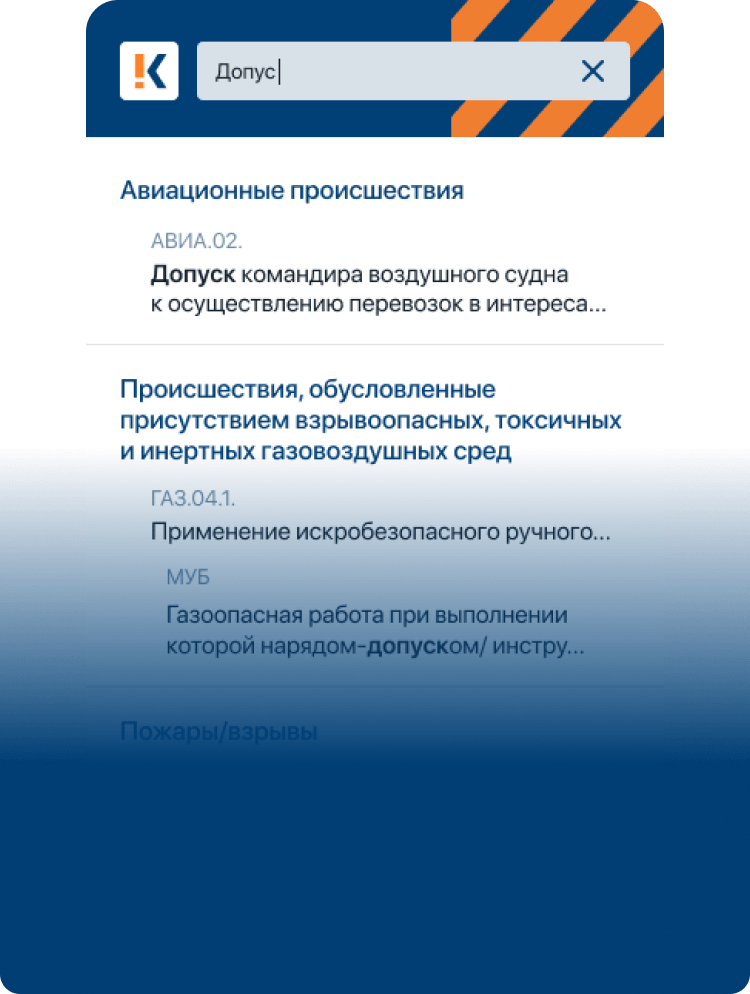 !К
Допус
Авиационные происшествия
АВИА.02.
Допуск командира воздушного судна
к осуществлению перевозок в интереса...
Происшествия, обусловленные
присутствием взрывоопасных, токсичных
и инертных газовоздушных сред
ГАЗ.04.1.
Применение искробезопасного ручного...
МУБ
Газоопасная работа при выполнении
которой нарядом-допуском/ инстру...
Пожары/взрывы